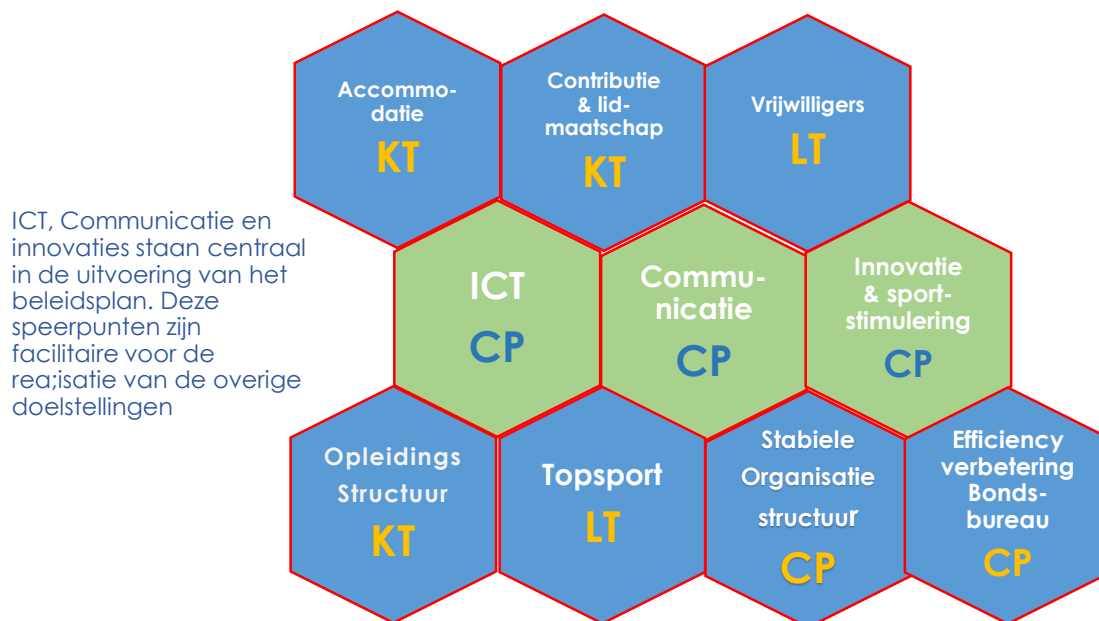 ICT, Communicatie en
innovaties staan centraal
in de uitvoering van het
beleidsplan. Deze
speerpunten zijn
facilitaire voor de
rea;isatie van de overige
doelstellingen
Accommo-
datie
KT
Contributie
& lid-
maatschap
KT
Vrijwilligers
LT
ICT
CP
Commu-
nicatie
CP
Innovatie
& sport-
stimulering
CP
Opleidings
Structuur
KT
Topsport
LT
Stabiele
Organisatie
structuur
CP
Efficiency
verbetering
Bonds-
bureau
CP